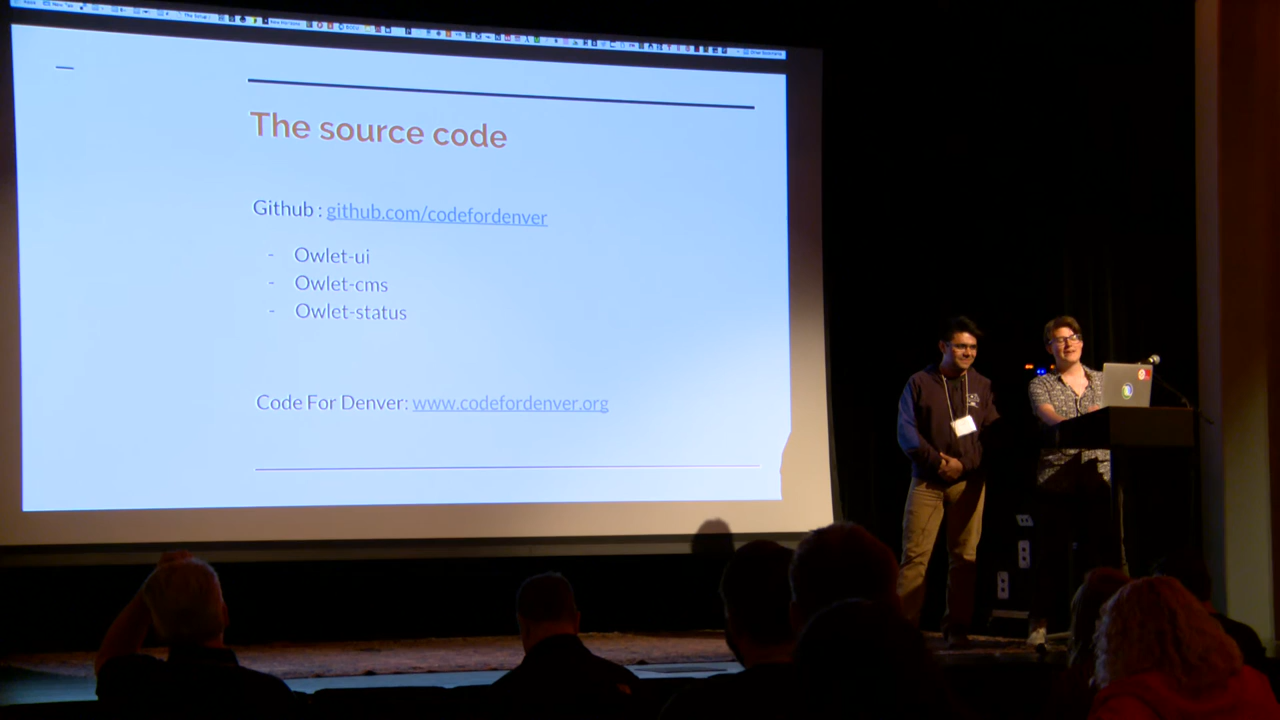 The source code
Github : github.com/codefordenver
- Owlet-ui
- Owlet-cms
- Owlet-status
Code For Denver: www.codefordenver.org